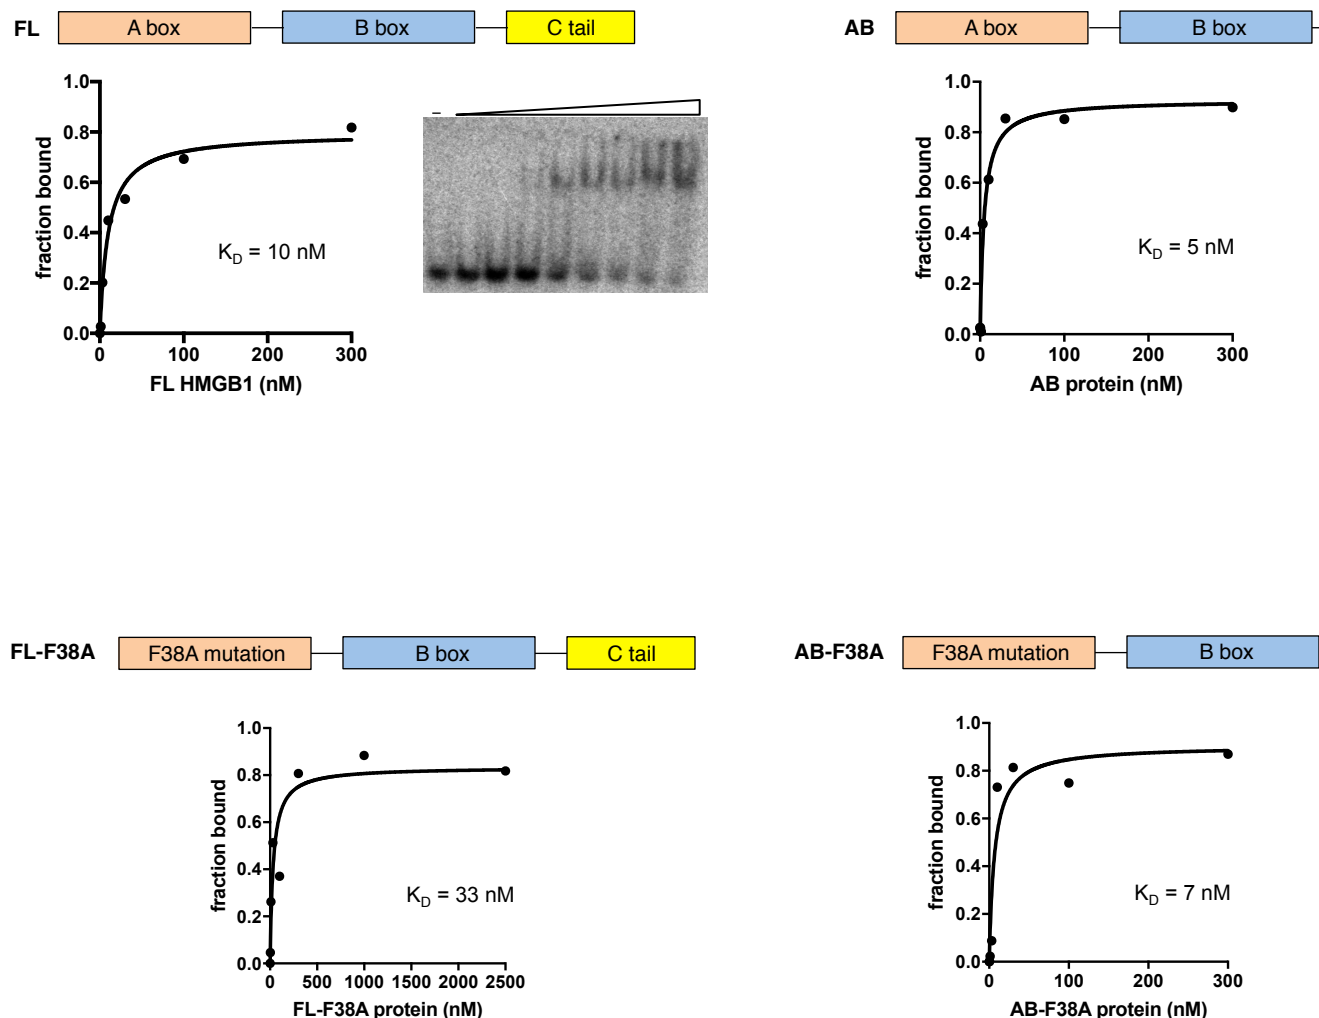 FL A box B box C tail
1.0
0.8
0.6
0.4
0.2
0.0
fraction bound
K_D = 10 nM
0 100 200 300
FL HMGB1 (nM)
–
AB A box B box
1.0
0.8
0.6
0.4
0.2
0.0
fraction bound
K_D = 5 nM
0 100 200 300
AB protein (nM)
FL-F38A F38A mutation B box C tail
1.0
0.8
0.6
0.4
0.2
0.0
fraction bound
K_D = 33 nM
0 500 1000 1500 2000 2500
FL-F38A protein (nM)
AB-F38A F38A mutation B box
1.0
0.8
0.6
0.4
0.2
0.0
fraction bound
K_D = 7 nM
0 100 200 300
AB-F38A protein (nM)